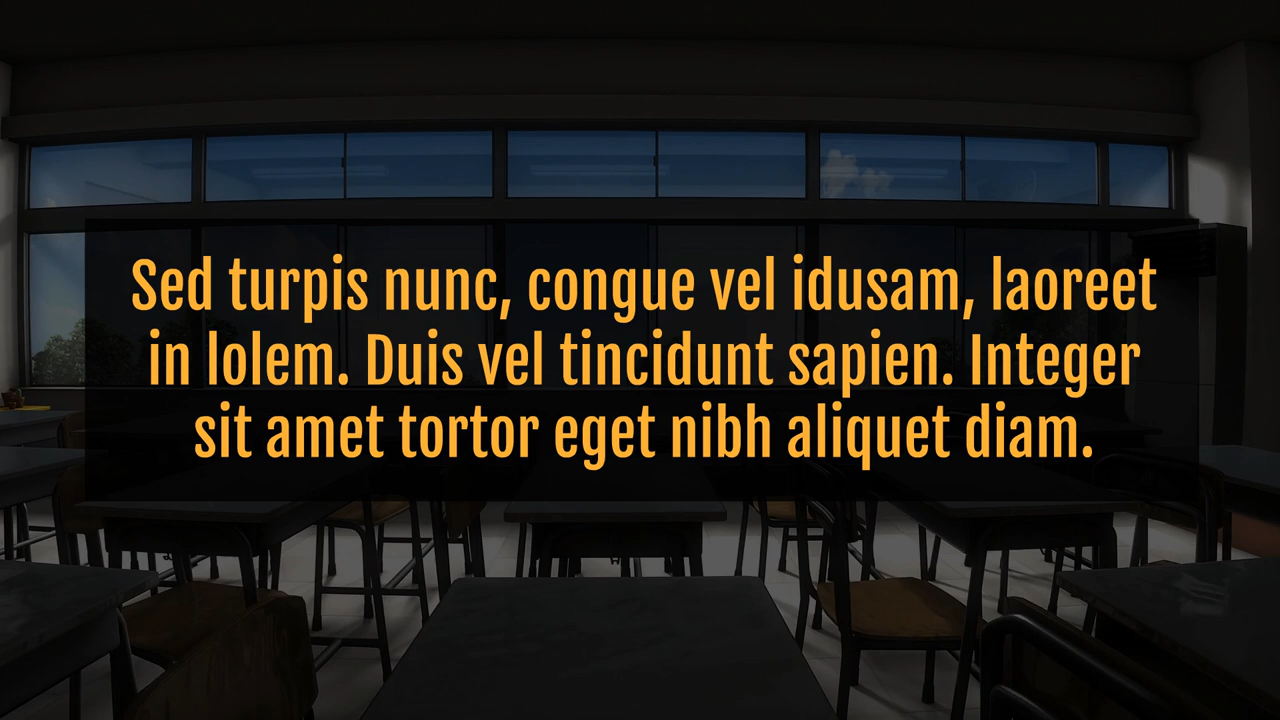 Sed turpis nunc, congue vel idusam, laoreet
in lolem. Duis vel tincidunt sapien. Integer
sit amet tortor eget nibh aliquet diam.